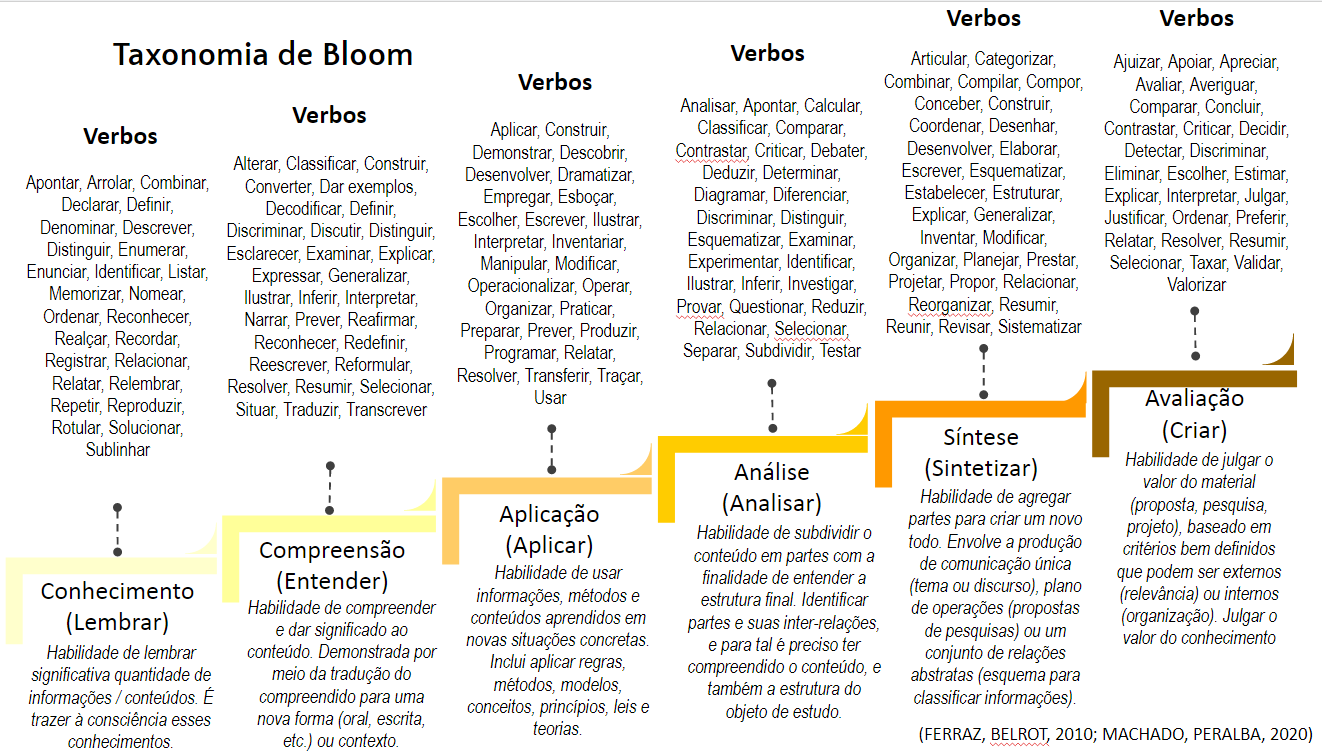 Taxonomia de Bloom
Verbos
Apontar, Arrolar, Combinar,
Declarar, Definir,
Denominar, Descrever,
Distinguir, Enumerar,
Enunciar, Identificar, Listar,
Memorizar, Nomear,
Ordenar, Reconhecer,
Realçar, Recordar,
Registrar, Relacionar,
Relatar, Relembrar,
Repetir, Reproduzir,
Rotular, Solucionar,
Sublinhar
Conhecimento
(Lembrar)
Habilidade de lembrar
significativa quantidade de
informações / conteúdos. É
trazer à consciência esses
conhecimentos.
Verbos
Alterar, Classificar, Construir,
Converter, Dar exemplos,
Decodificar, Definir,
Discriminar, Discutir, Distinguir,
Esclarecer, Examinar, Explicar,
Expressar, Generalizar,
Ilustrar, Inferir, Interpretar,
Narrar, Prever, Reafirmar,
Reconhecer, Redefinir,
Reescrever, Reformular,
Resolver, Resumir, Selecionar,
Situar, Traduzir, Transcrever
Compreensão
(Entender)
Habilidade de compreender
e dar significado ao
conteúdo. Demonstrada por
meio da tradução do
compreendido para uma
nova forma (oral, escrita,
etc.) ou contexto.
Verbos
Aplicar, Construir,
Demonstrar, Descobrir,
Desenvolver, Dramatizar,
Empregar, Esboçar,
Escolher, Escrever, Ilustrar,
Interpretar, Inventariar,
Manipular, Modificar,
Operacionalizar, Operar,
Organizar, Praticar,
Preparar, Prever, Produzir,
Programar, Relatar,
Resolver, Transferir, Traçar,
Usar
Aplicação
(Aplicar)
Habilidade de usar
informações, métodos e
conteúdos aprendidos em
novas situações concretas.
Inclui aplicar regras,
métodos, modelos,
conceitos, princípios, leis e
teorias.
Verbos
Analisar, Apontar, Calcular,
Classificar, Comparar,
Contrastar, Criticar, Debater,
Deduzir, Determinar,
Diagramar, Diferenciar,
Discriminar, Distinguir,
Esquematizar, Examinar,
Experimentar, Identificar,
Ilustrar, Inferir, Investigar,
Provar, Questionar, Reduzir,
Relacionar, Selecionar,
Separar, Subdividir, Testar
Análise
(Analisar)
Habilidade de subdividir o
conteúdo em partes com a
finalidade de entender a
estrutura final. Identificar
partes e suas inter-relações,
e para tal é preciso ter
compreendido o conteúdo, e
também a estrutura do
objeto de estudo.
Verbos
Articular, Categorizar,
Combinar, Compilar, Compor,
Conceber, Construir,
Coordenar, Desenhar,
Desenvolver, Elaborar,
Escrever, Esquematizar,
Estabelecer, Estruturar,
Explicar, Generalizar,
Inventar, Modificar,
Organizar, Planejar, Prestar,
Projetar, Propor, Relacionar,
Reorganizar, Resumir,
Reunir, Revisar, Sistematizar
Síntese
(Sintetizar)
Habilidade de agregar
partes para criar um novo
todo. Envolve a produção
de comunicação única
(tema ou discurso), plano
de operações (propostas
de pesquisas) ou um
conjunto de relações
abstratas (esquema para
classificar informações).
Verbos
Ajuizar, Apoiar, Apreciar,
Avaliar, Averiguar,
Comparar, Concluir,
Contrastar, Criticar, Decidir,
Detectar, Discriminar,
Eliminar, Escolher, Estimar,
Explicar, Interpretar, Julgar,
Justificar, Ordenar, Preferir,
Relatar, Resolver, Resumir,
Selecionar, Taxar, Validar,
Valorizar
Avaliação
(Criar)
Habilidade de julgar o
valor do material
(proposta, pesquisa,
projeto), baseado em
critérios bem definidos
que podem ser externos
(relevância) ou internos
(organização). Julgar o
valor do conhecimento
(FERRAZ, BELROT, 2010; MACHADO, PERALBA, 2020)